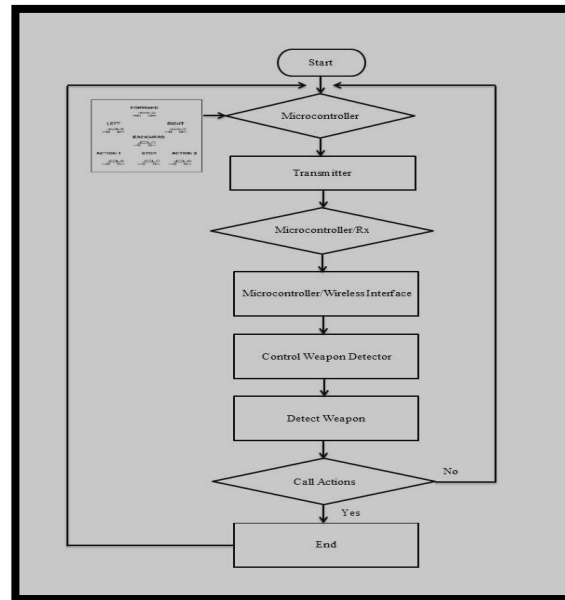 Start
FORWARD
LEFT RIGHT
BACKWARD
ACTION 1 STOP ACTION 2
Microcontroller
Transmitter
Microcontroller/Rx
Microcontroller/Wireless Interface
Control Weapon Detector
Detect Weapon
Call Actions
No
Yes
End